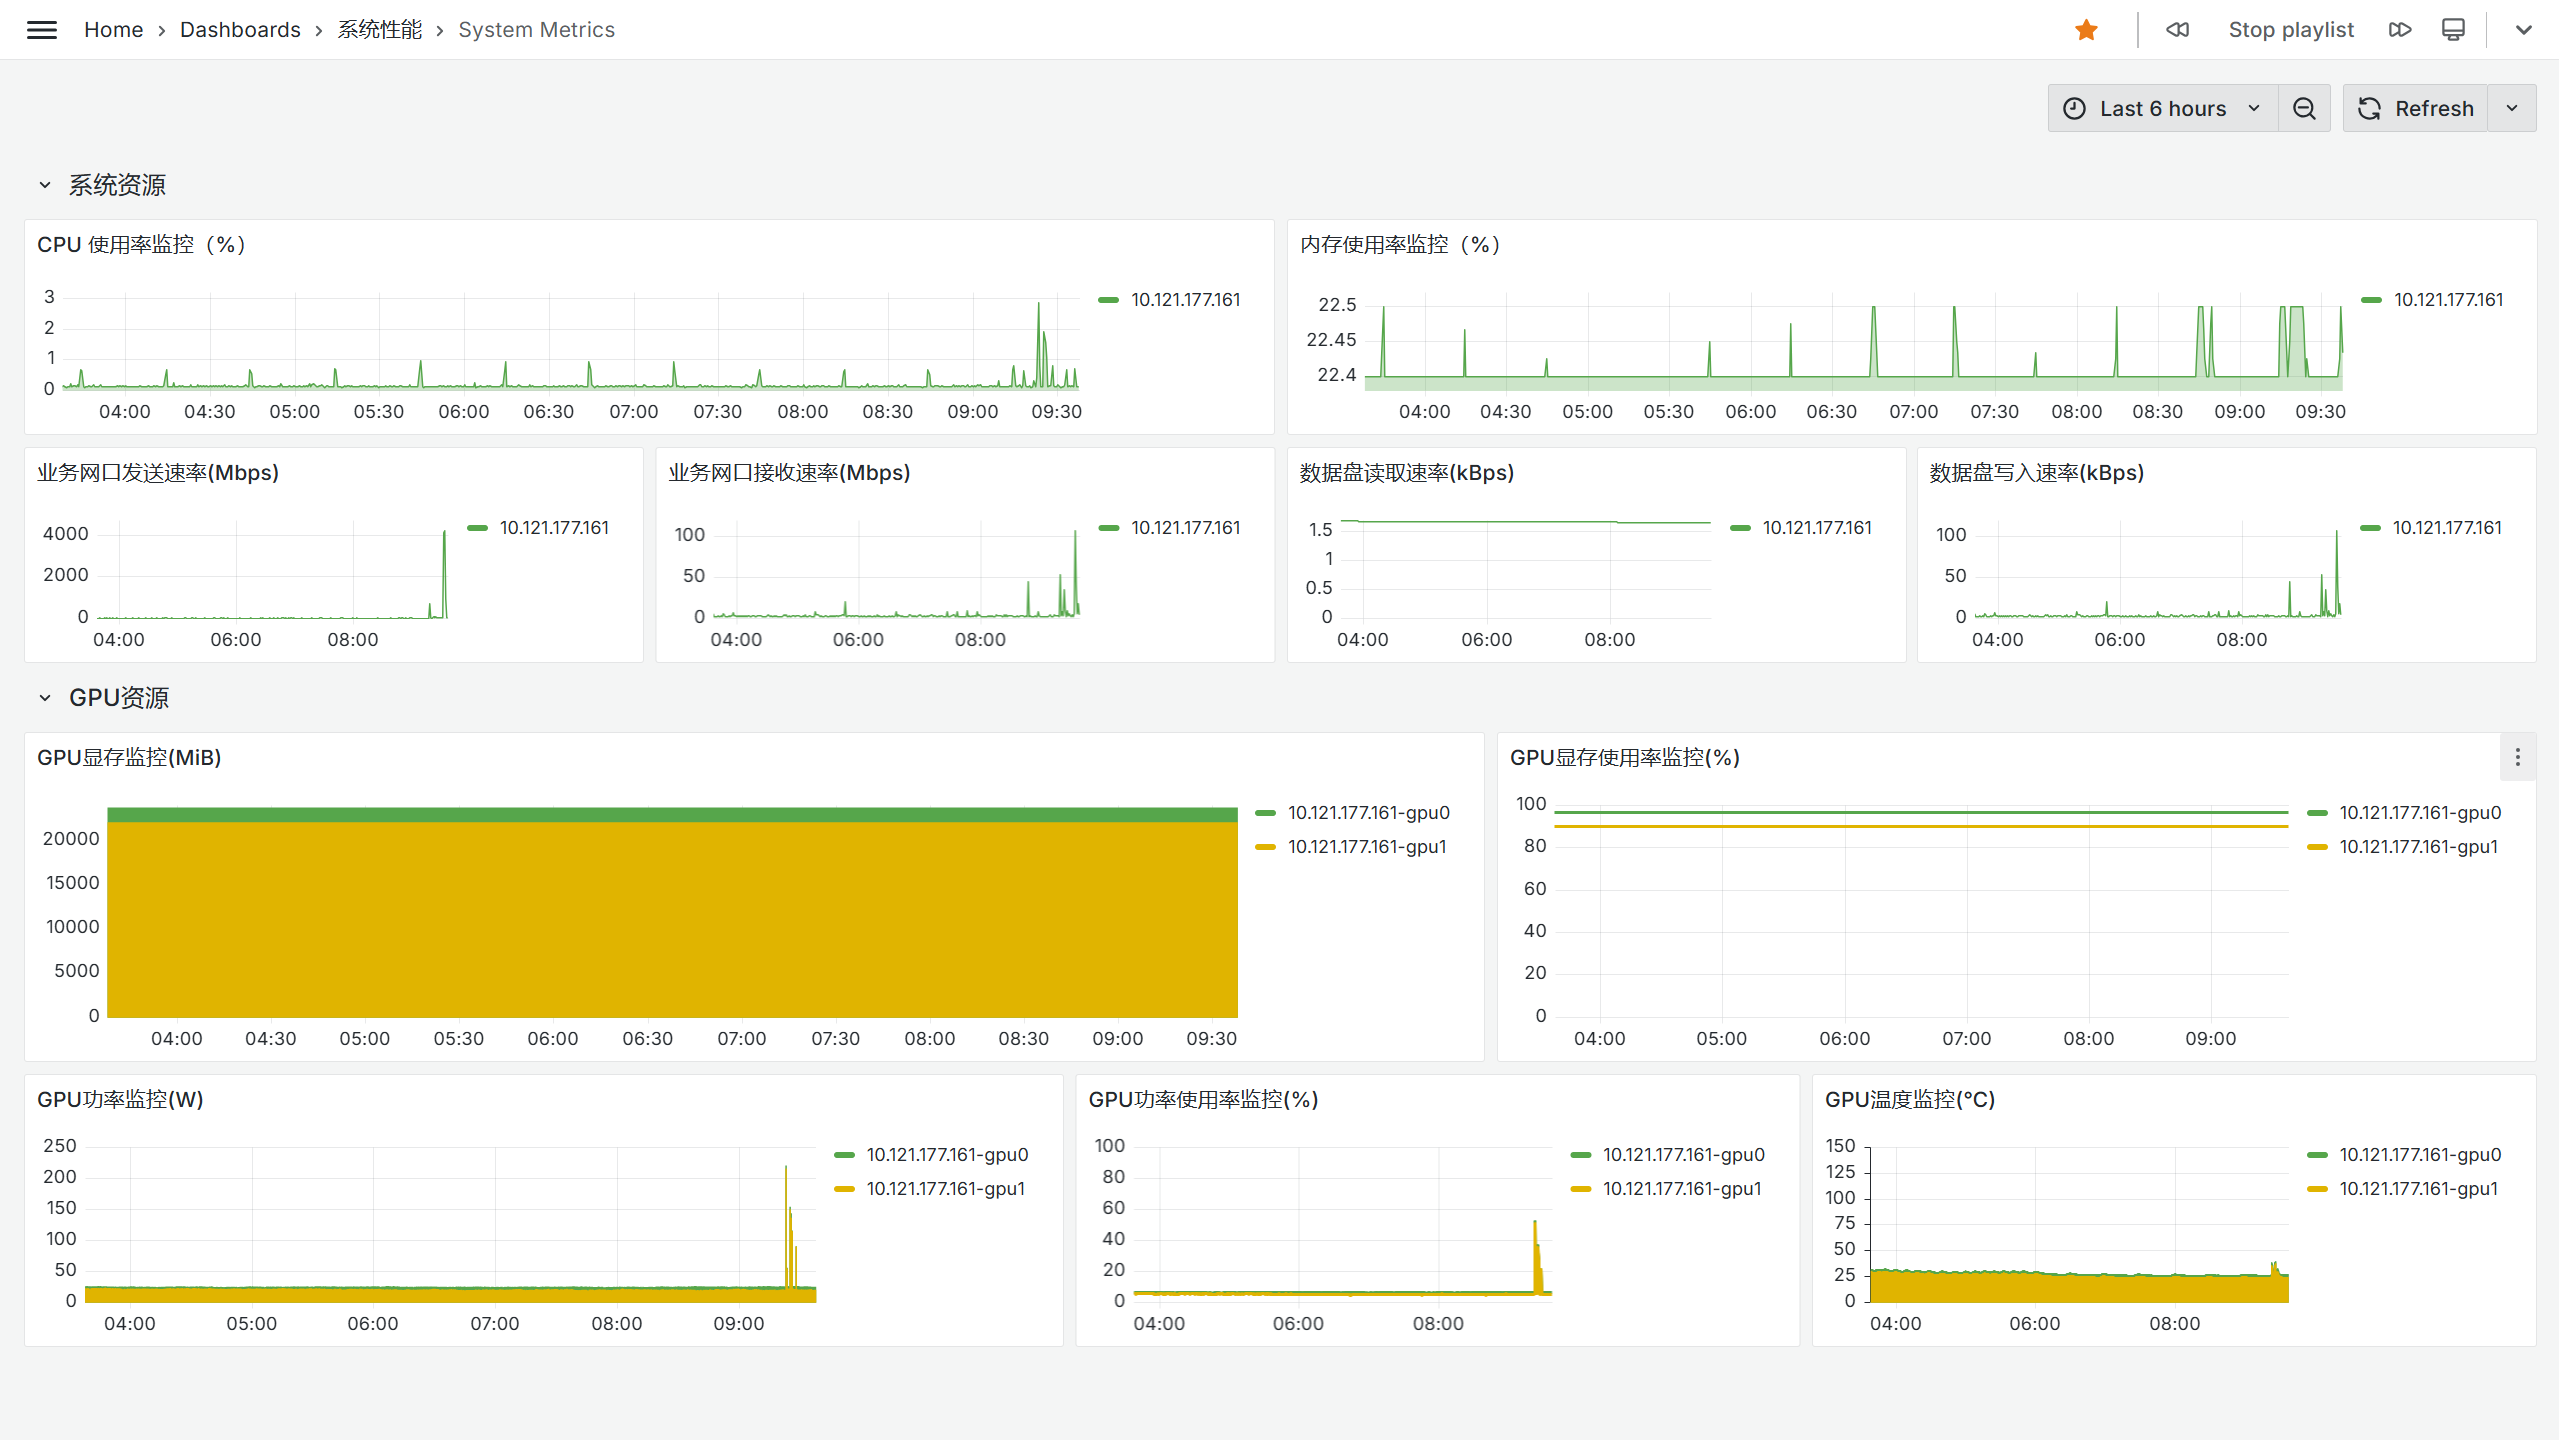 Home › Dashboards › 系统性能 › System Metrics
Stop playlist
Last 6 hours
Refresh
系统资源
CPU 使用率监控（%）
3
2
1
0
04:00 04:30 05:00 05:30 06:00 06:30 07:00 07:30 08:00 08:30 09:00 09:30
10.121.177.161
内存使用率监控（%）
22.5
22.45
22.4
04:00 04:30 05:00 05:30 06:00 06:30 07:00 07:30 08:00 08:30 09:00 09:30
10.121.177.161
业务网口发送速率(Mbps)
4000
2000
0
04:00 06:00 08:00
10.121.177.161
业务网口接收速率(Mbps)
100
50
0
04:00 06:00 08:00
10.121.177.161
数据盘读取速率(kBps)
1.5
1
0.5
0
04:00 06:00 08:00
10.121.177.161
数据盘写入速率(kBps)
100
50
0
04:00 06:00 08:00
10.121.177.161
GPU资源
GPU显存监控(MiB)
20000
15000
10000
5000
0
04:00 04:30 05:00 05:30 06:00 06:30 07:00 07:30 08:00 08:30 09:00 09:30
10.121.177.161-gpu0
10.121.177.161-gpu1
GPU显存使用率监控(%)
100
80
60
40
20
0
04:00 05:00 06:00 07:00 08:00 09:00
10.121.177.161-gpu0
10.121.177.161-gpu1
GPU功率监控(W)
250
200
150
100
50
0
04:00 05:00 06:00 07:00 08:00 09:00
10.121.177.161-gpu0
10.121.177.161-gpu1
GPU功率使用率监控(%)
100
80
60
40
20
0
04:00 06:00 08:00
10.121.177.161-gpu0
10.121.177.161-gpu1
GPU温度监控(°C)
150
125
100
75
50
25
0
04:00 06:00 08:00
10.121.177.161-gpu0
10.121.177.161-gpu1